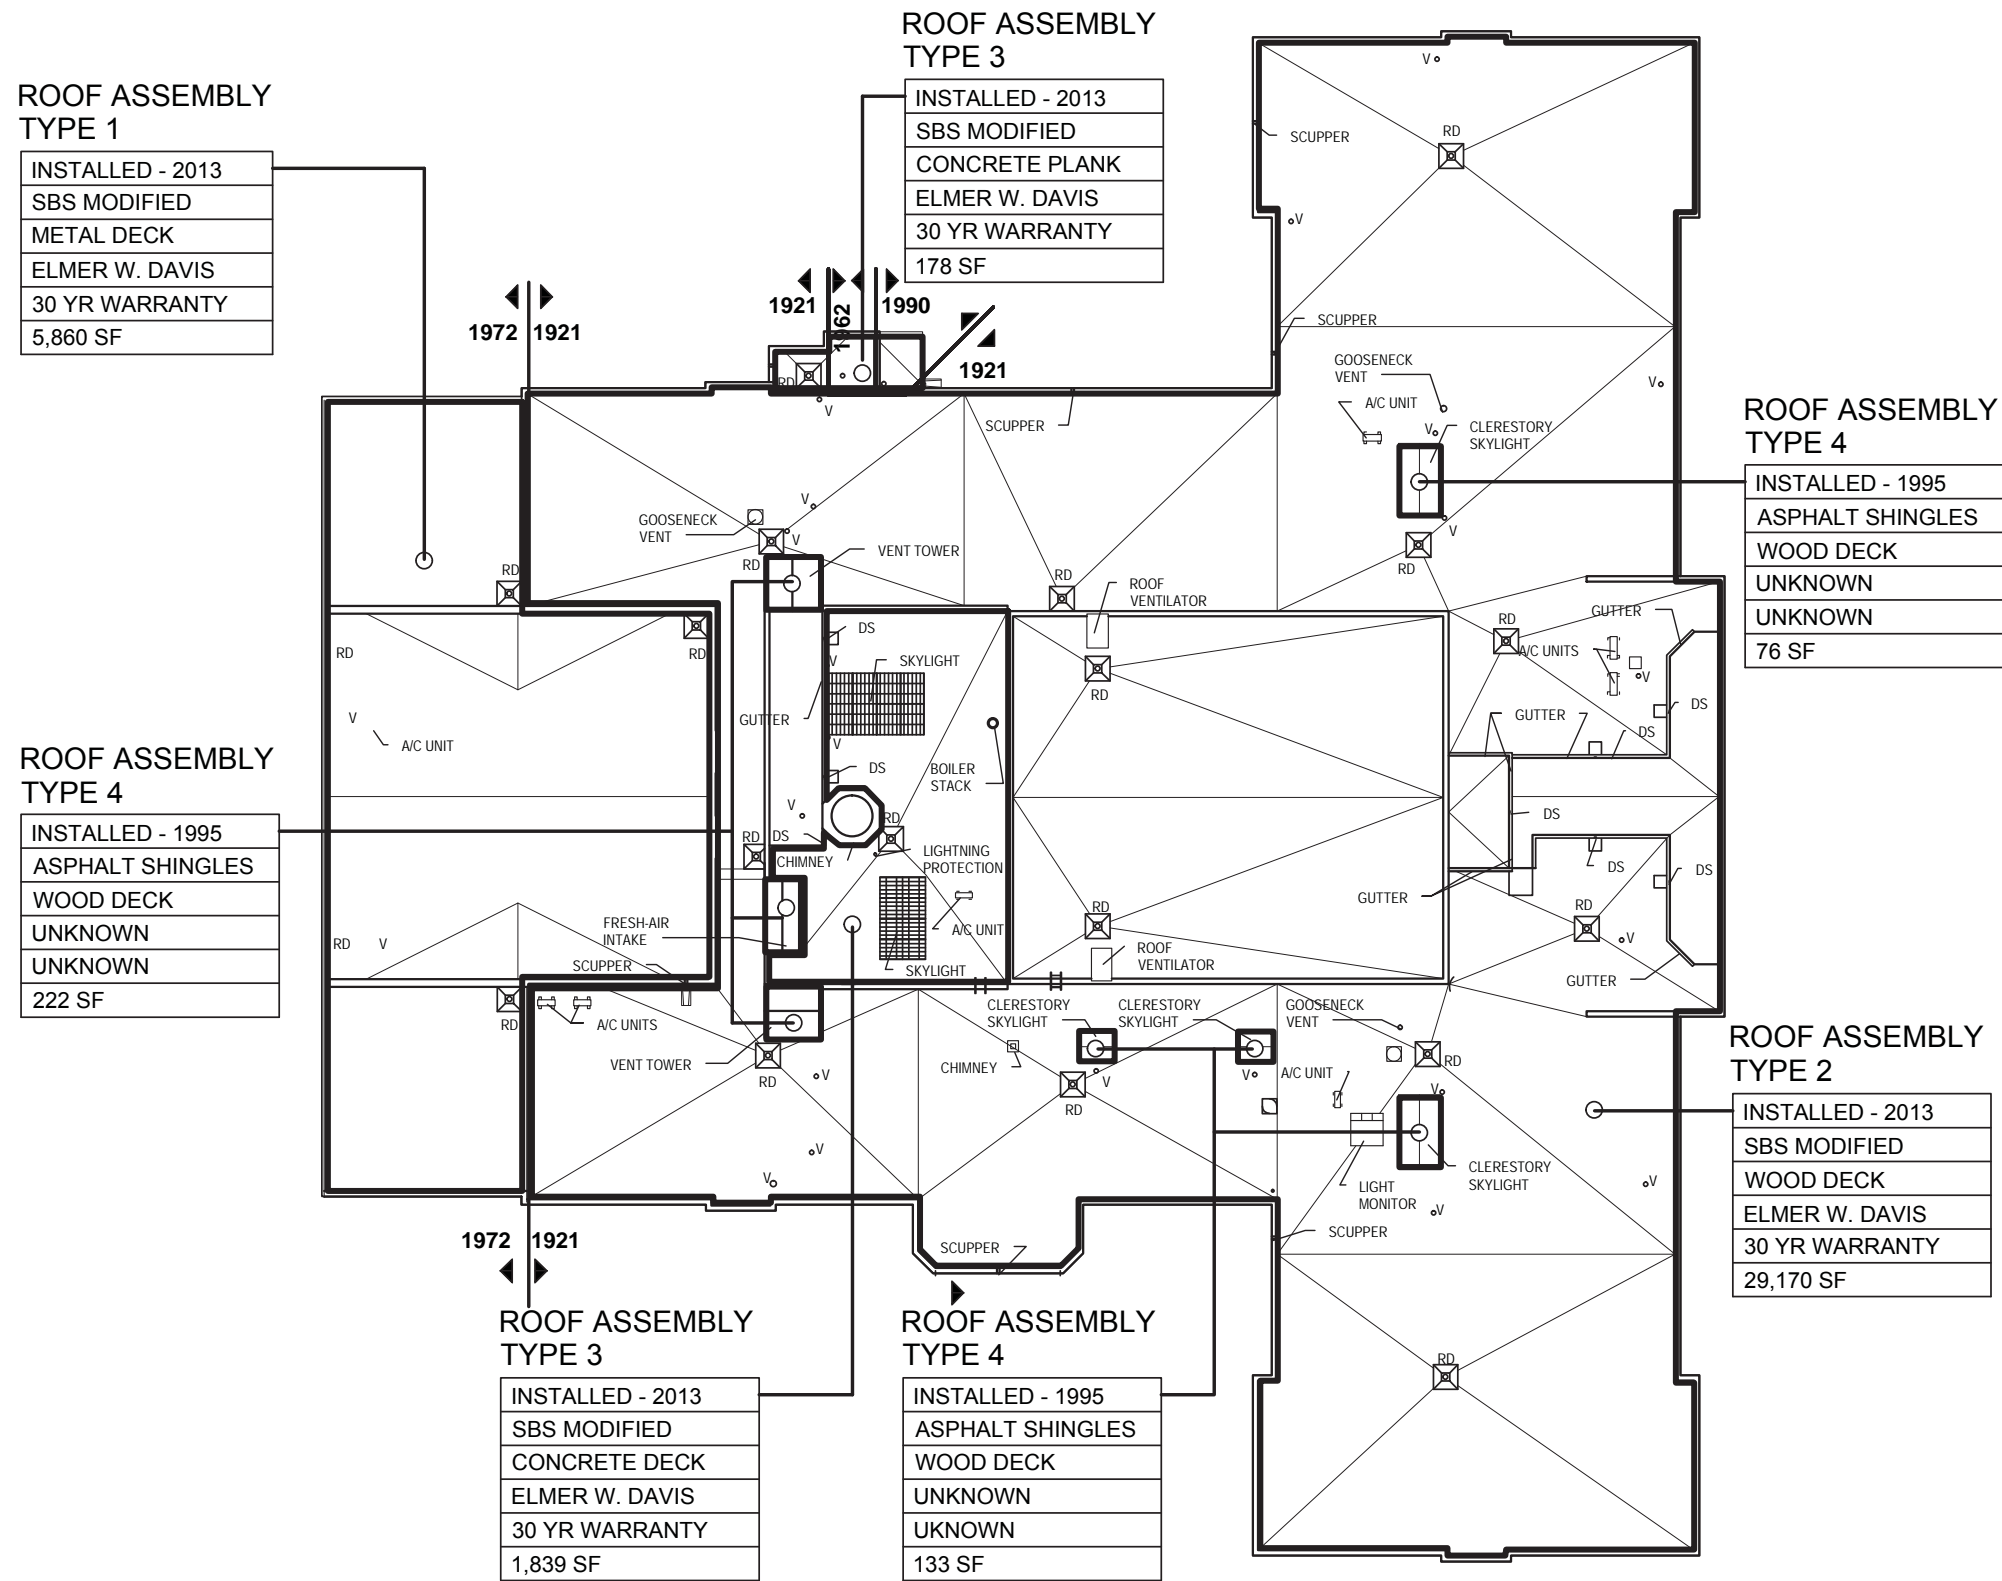 ROOF ASSEMBLY
TYPE 3
INSTALLED - 2013
SBS MODIFIED
CONCRETE PLANK
ELMER W. DAVIS
30 YR WARRANTY
178 SF
ROOF ASSEMBLY
TYPE 1
INSTALLED - 2013
SBS MODIFIED
METAL DECK
ELMER W. DAVIS
30 YR WARRANTY
5,860 SF
1972 1921
1921
1962
1990
1921
V
RD
SCUPPER
V
SCUPPER
GOOSENECK
VENT
V
A/C UNIT
V
CLERESTORY
SKYLIGHT
V
RD
RD
V
SCUPPER
ROOF ASSEMBLY
TYPE 4
INSTALLED - 1995
ASPHALT SHINGLES
WOOD DECK
UNKNOWN
UNKNOWN
76 SF
V
GOOSENECK
VENT
V
VENT TOWER
RD
RD
RD
ROOF
VENTILATOR
RD
GUTTER
A/C UNITS
V
DS
GUTTER
DS
RD
RD
V
A/C UNIT
DS
V
SKYLIGHT
GUTTER
V
DS
BOILER
STACK
RD
V
RD
RD
DS
CHIMNEY
LIGHTNING
PROTECTION
DS
DS
DS
GUTTER
RD
V
GUTTER
ROOF ASSEMBLY
TYPE 4
INSTALLED - 1995
ASPHALT SHINGLES
WOOD DECK
UNKNOWN
UNKNOWN
222 SF
RD
V
FRESH-AIR
INTAKE
SCUPPER
A/C UNIT
SKYLIGHT
RD
ROOF
VENTILATOR
RD
A/C UNITS
VENT TOWER
RD
V
CLERESTORY
SKYLIGHT
CLERESTORY
SKYLIGHT
CHIMNEY
V
RD
V
A/C UNIT
GOOSENECK
VENT
RD
V
LIGHT
MONITOR
CLERESTORY
SKYLIGHT
V
V
V
V
SCUPPER
SCUPPER
RD
ROOF ASSEMBLY
TYPE 2
INSTALLED - 2013
SBS MODIFIED
WOOD DECK
ELMER W. DAVIS
30 YR WARRANTY
29,170 SF
1972 1921
ROOF ASSEMBLY
TYPE 3
INSTALLED - 2013
SBS MODIFIED
CONCRETE DECK
ELMER W. DAVIS
30 YR WARRANTY
1,839 SF
ROOF ASSEMBLY
TYPE 4
INSTALLED - 1995
ASPHALT SHINGLES
WOOD DECK
UNKNOWN
UKNOWN
133 SF